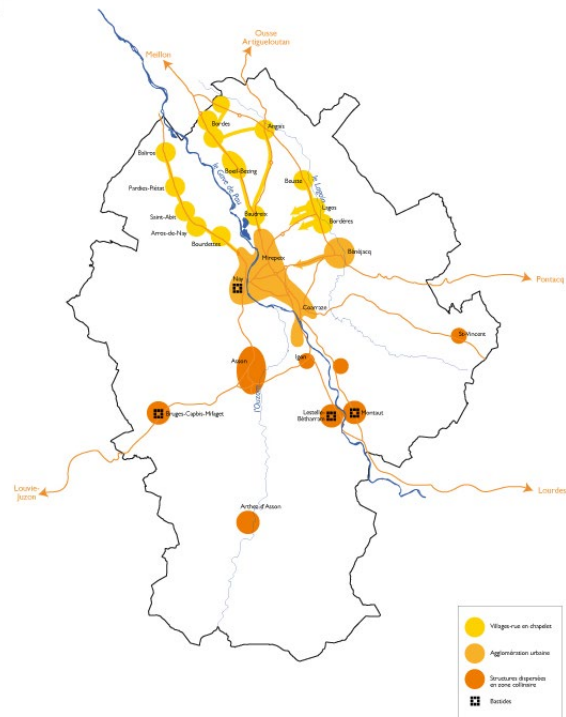 Ousse
Artigueloutan
Meillon
Bordes
Angaïs
Baliros
Boeil-Bezing
le Gave de Pau
Beuste
le Lagoin
Pardies-Piétat
Lagos
Saint-Abit
Baudreix
Bordères
Arros-de-Nay
Bourdettes
Mirepeix
Bénéjacq
Nay
Pontacq
Coarraze
St-Vincent
Asson
Igon
l'Ouzom
Bruges-Capbis-Mifaget
Lestelle-
Bétharram
Montaut
Louvie-
Juzon
Lourdes
Arthez-d'Asson
Villages-rue en chapelet
Agglomération urbaine
Structures dispersées
en zone collinaire
Bastides